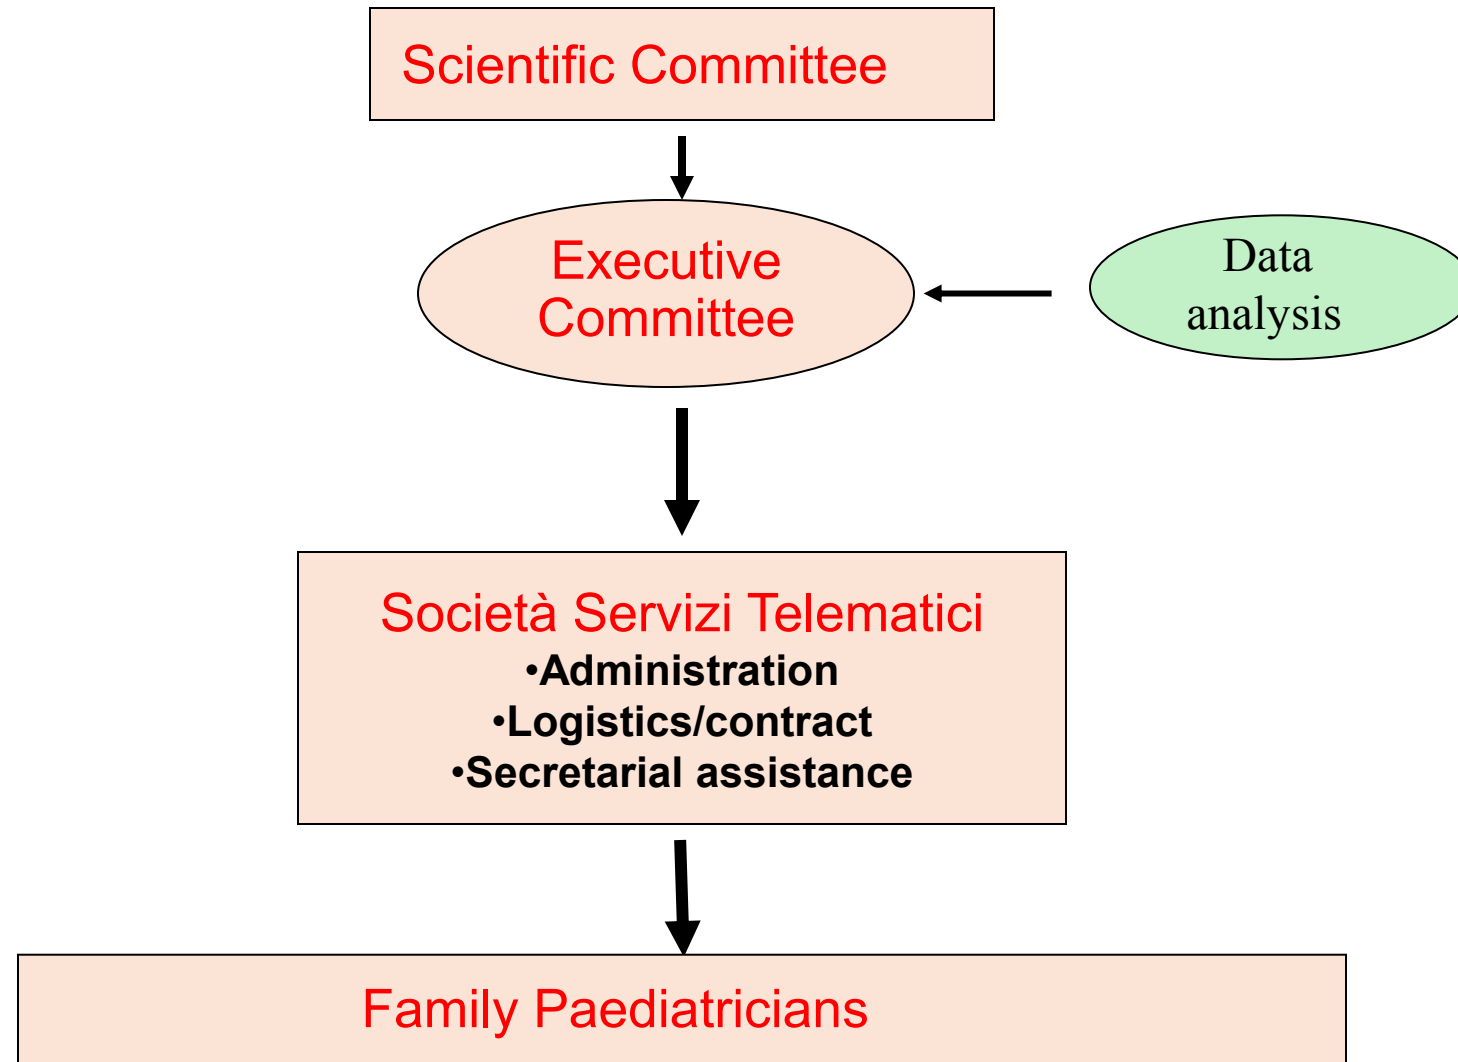 Scientific Committee
Executive
Committee
Data
analysis
Società Servizi Telematici
•Administration
•Logistics/contract
•Secretarial assistance
Family Paediatricians